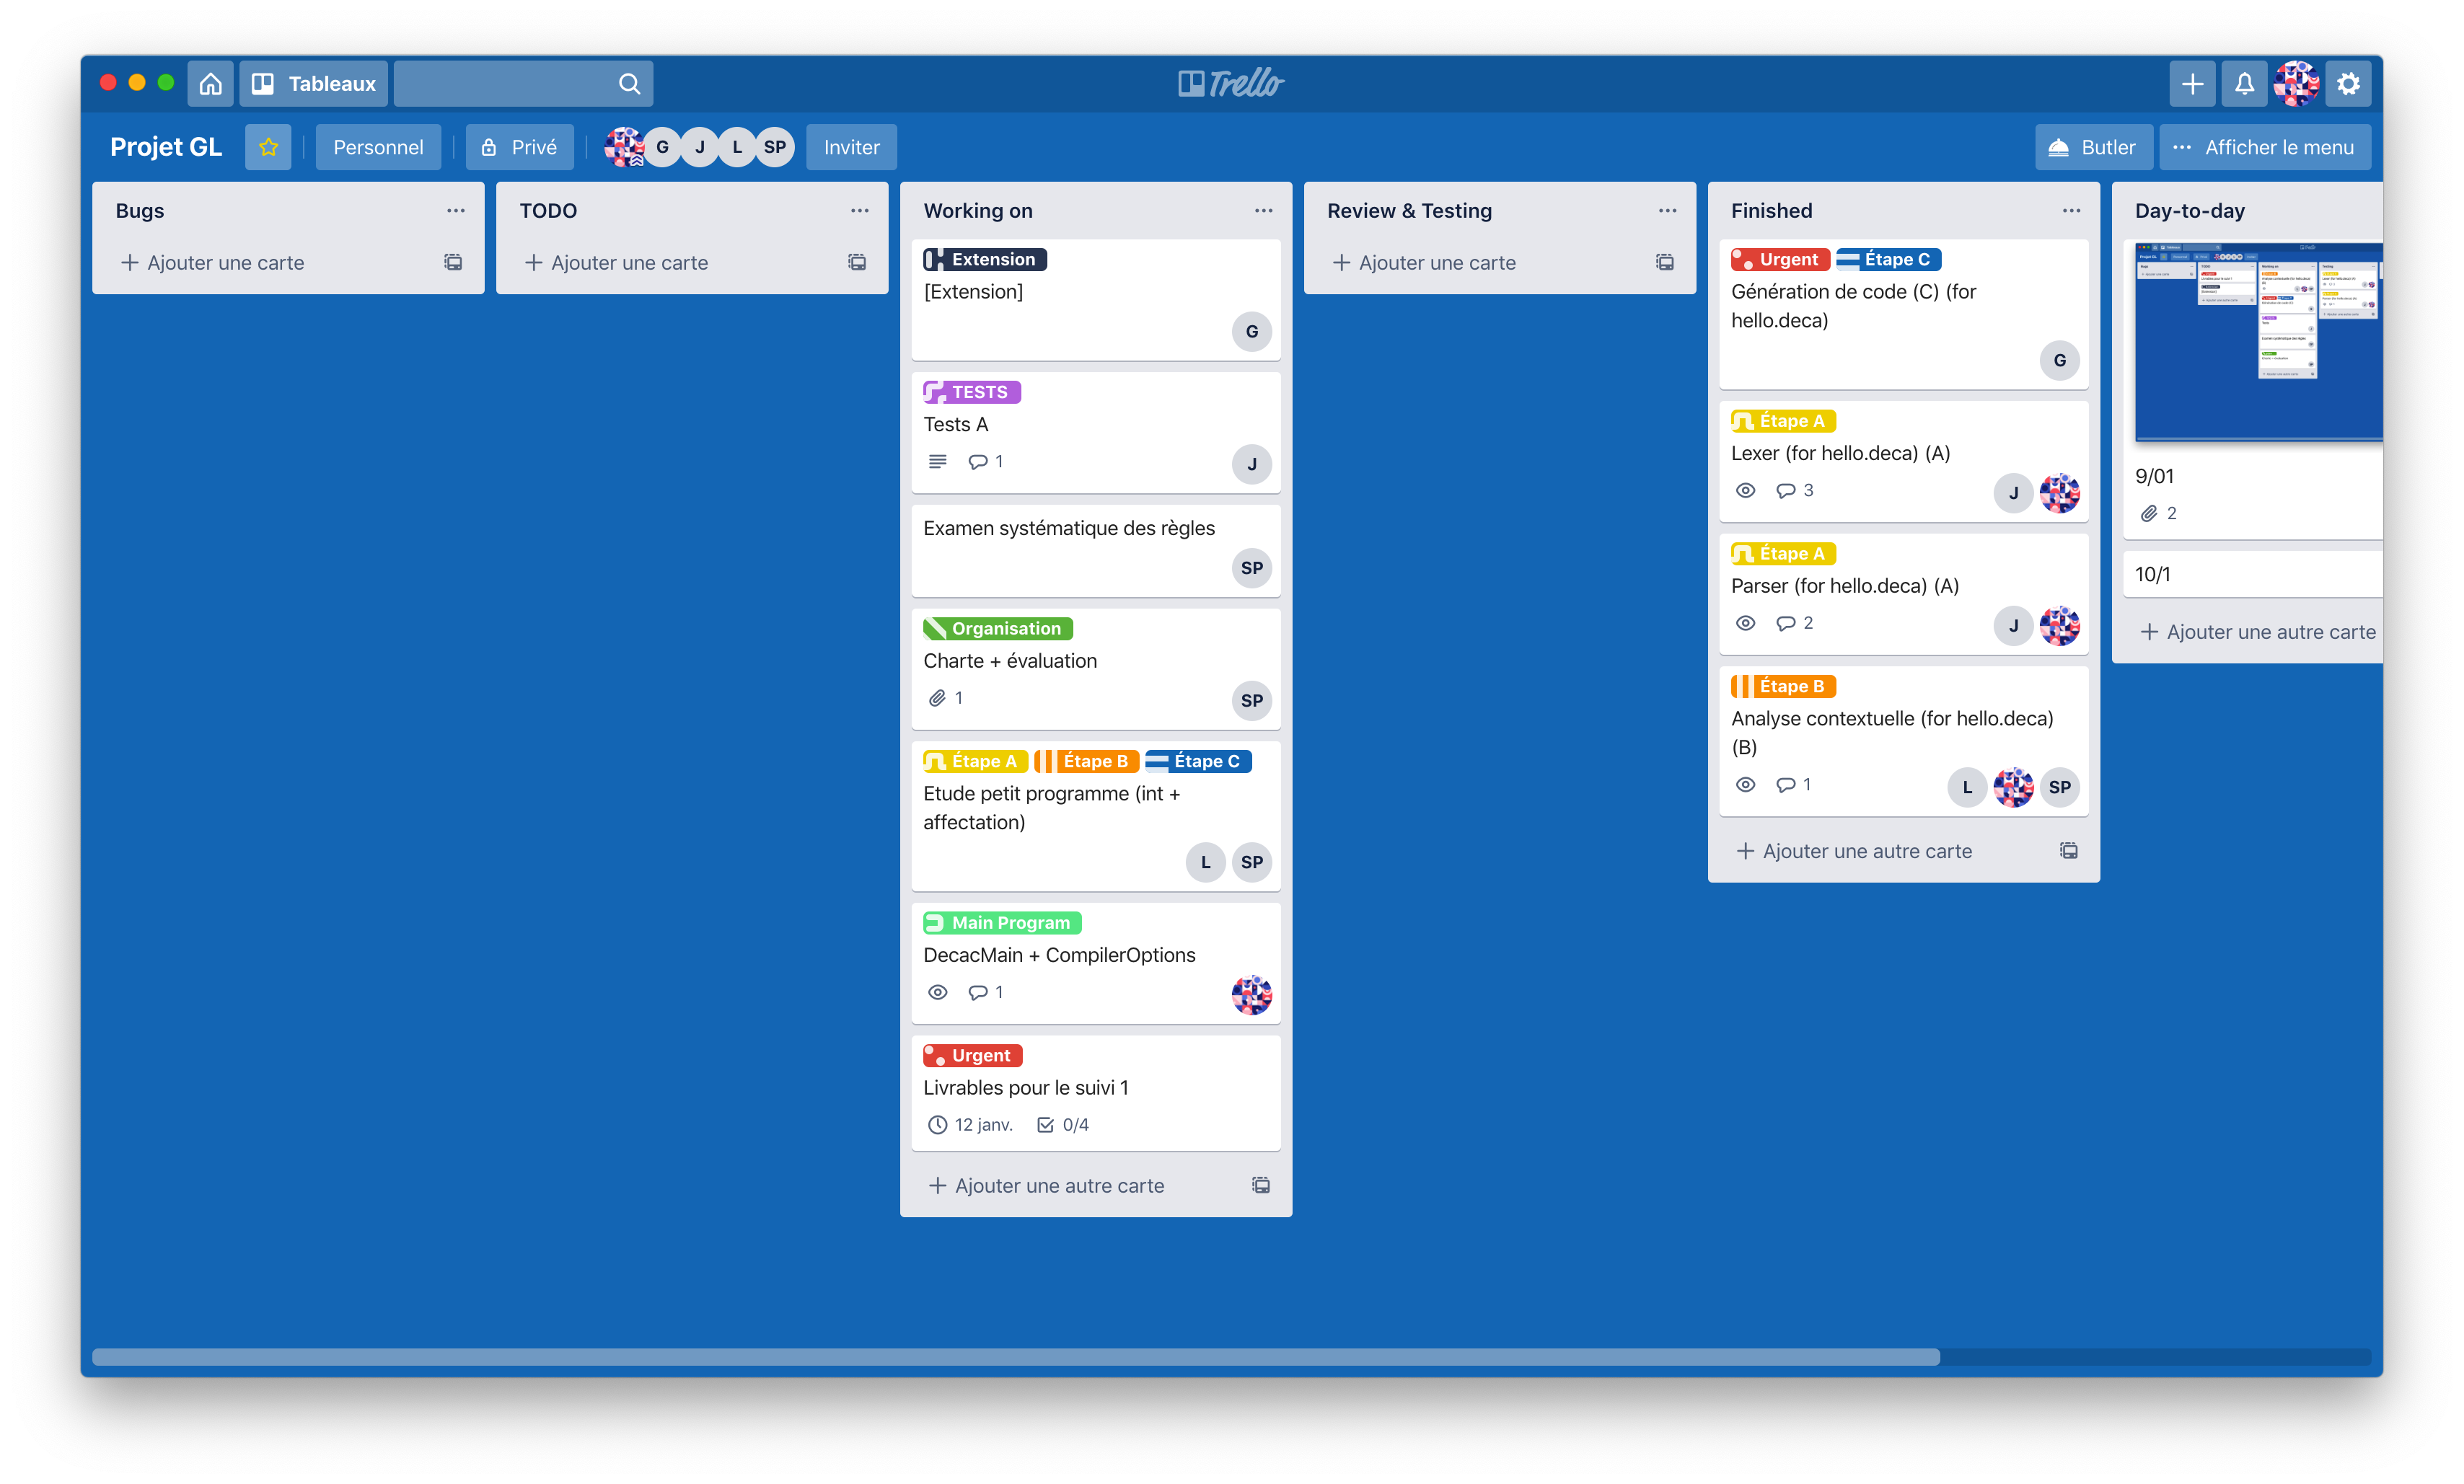 Tableaux
Trello
Projet GL
Personnel
Privé
G
J
L
SP
Inviter
Butler
Afficher le menu
Bugs
Ajouter une carte
TODO
Ajouter une carte
Working on
Extension
[Extension]
G
TESTS
Tests A
1
J
Examen systématique des règles
SP
Organisation
Charte + évaluation
1
SP
Étape A
Étape B
Étape C
Etude petit programme (int +
affectation)
L
SP
Main Program
DecacMain + CompilerOptions
1
Urgent
Livrables pour le suivi 1
12 janv.
0/4
Ajouter une autre carte
Review & Testing
Ajouter une carte
Finished
Urgent
Étape C
Génération de code (C) (for
hello.deca)
G
Étape A
Lexer (for hello.deca) (A)
3
J
Étape A
Parser (for hello.deca) (A)
2
J
Étape B
Analyse contextuelle (for hello.deca)
(B)
1
L
SP
Ajouter une autre carte
Day-to-day
9/01
2
10/1
Ajouter une autre carte